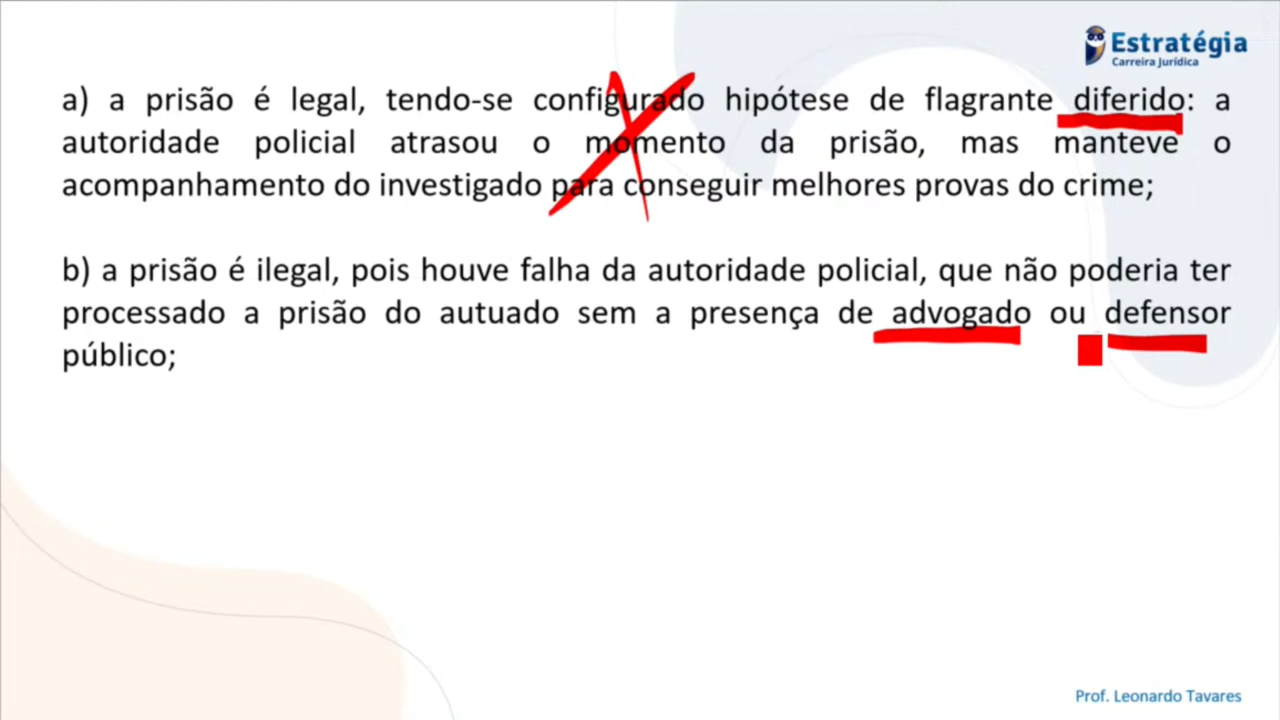 Estratégia
Carreira Jurídica
a) a prisão é legal, tendo-se configurado hipótese de flagrante diferido: a
autoridade policial atrasou o momento da prisão, mas manteve o
acompanhamento do investigado para conseguir melhores provas do crime;
b) a prisão é ilegal, pois houve falha da autoridade policial, que não poderia ter
processado a prisão do autuado sem a presença de advogado ou defensor
público;
Prof. Leonardo Tavares